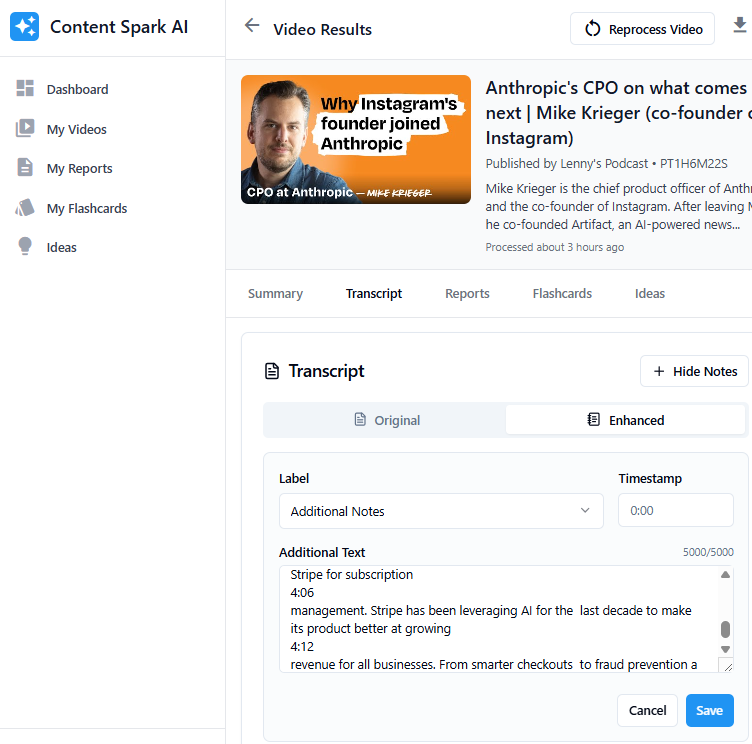 Content Spark AI
Dashboard
My Videos
My Reports
My Flashcards
Ideas
Video Results
Reprocess Video
Why Instagram's
founder joined
Anthropic
CPO at Anthropic — MIKE KRIEGER
Anthropic's CPO on what comes
next | Mike Krieger (co-founder
Instagram)
Published by Lenny's Podcast • PT1H6M22S
Mike Krieger is the chief product officer of
and the co-founder of Instagram. After leaving
he co-founded Artifact, an AI-powered news...
Processed about 3 hours ago
Summary
Transcript
Reports
Flashcards
Ideas
Transcript
+ Hide Notes
Original
Enhanced
Label
Timestamp
Additional Notes
0:00
Additional Text
5000/5000
Stripe for subscription
4:06
management. Stripe has been leveraging AI for the last decade to make
its product better at growing
4:12
revenue for all businesses. From smarter checkouts to fraud prevention a
Cancel
Save